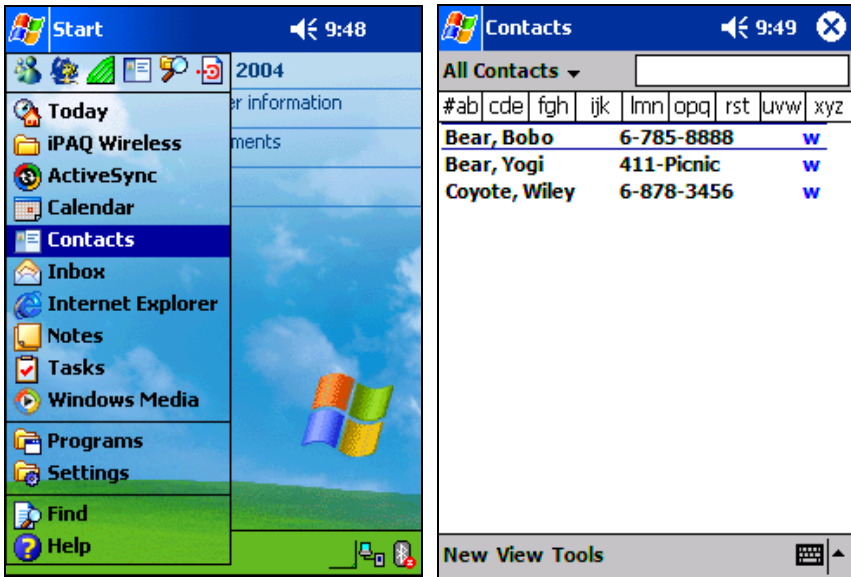 Start 9:48
2004
Today
er information
iPAQ Wireless
ments
ActiveSync
Calendar
Contacts
Inbox
Internet Explorer
Notes
Tasks
Windows Media
Programs
Settings
Find
Help
Contacts 9:49
All Contacts
#ab cde fgh ijk lmn opq rst uvw xyz
Bear, Bobo 6-785-8888 w
Bear, Yogi 411-Picnic w
Coyote, Wiley 6-878-3456 w
New View Tools